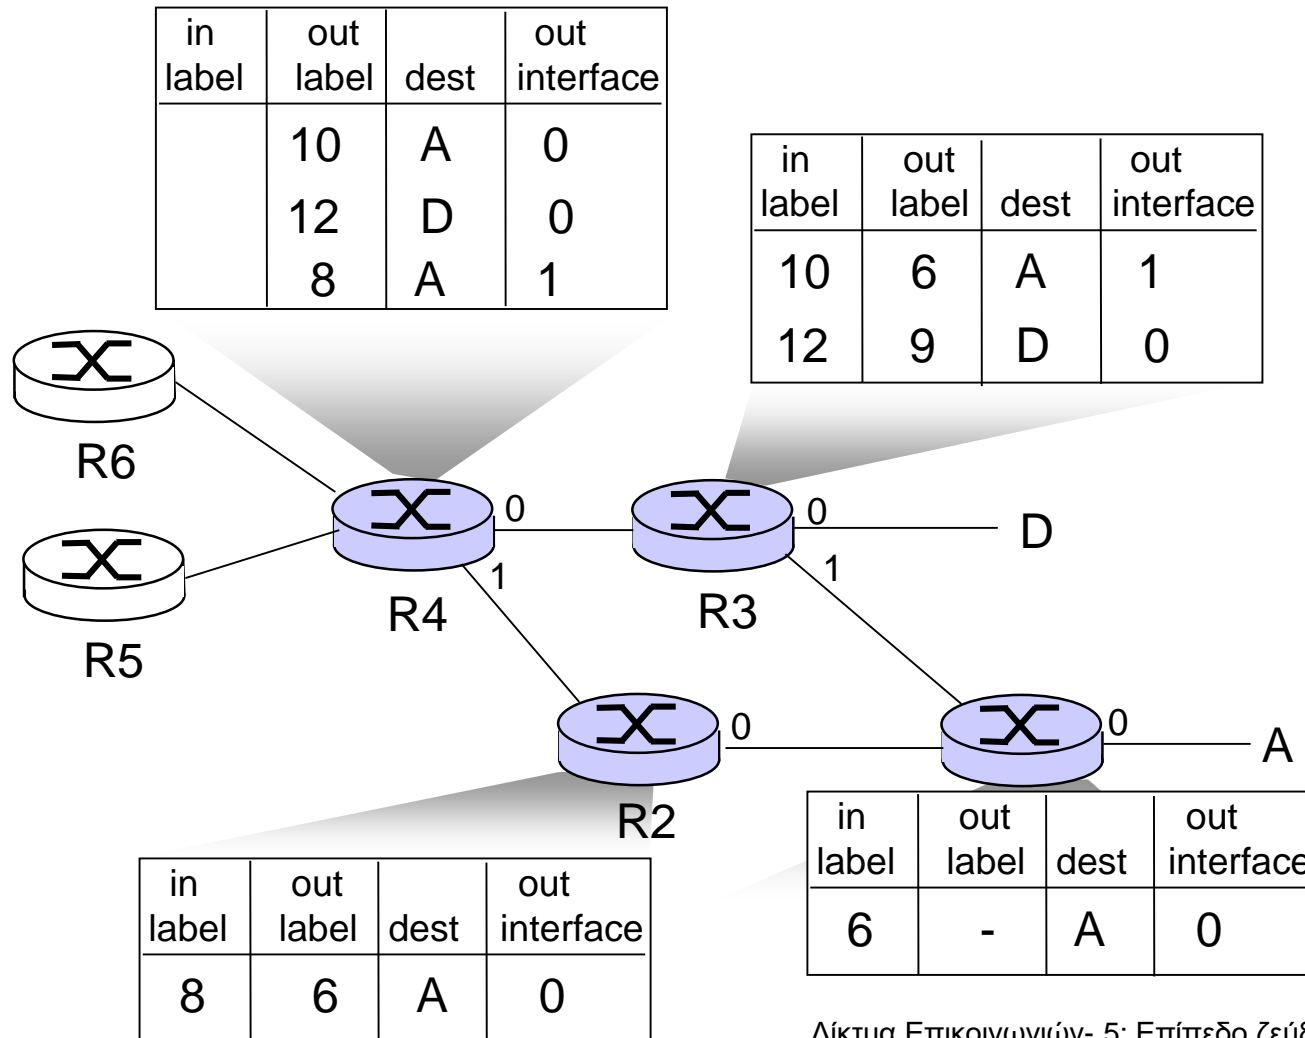 in out out
label label dest interface
10 A 0
12 D 0
8 A 1
in out out
label label dest interface
10 6 A 1
12 9 D 0
R6
0
0
D
1
1
R4
R3
R5
0
0
A
R2
in out out
label label dest interface
6 - A 0
in out out
label label dest interface
8 6 A 0
Δίκτυα Επικοινωνιών- 5: Επίπεδο